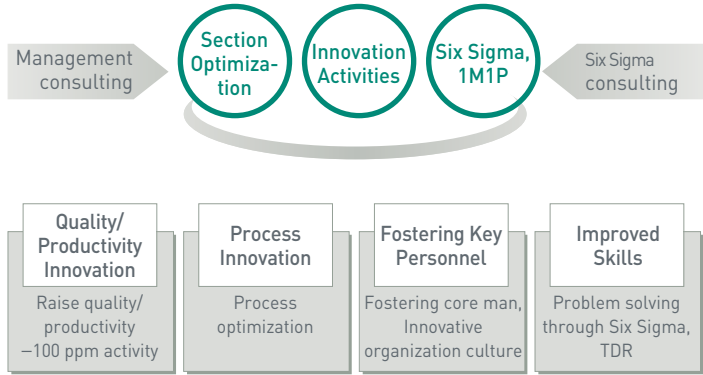 Management
consulting
Section
Optimiza-
tion
Innovation
Activities
Six Sigma,
1M1P
Six Sigma
consulting
Quality/
Productivity
Innovation
Raise quality/
productivity
–100 ppm activity
Process
Innovation
Process
optimization
Fostering Key
Personnel
Fostering core man,
Innovative
organization culture
Improved
Skills
Problem solving
through Six Sigma,
TDR